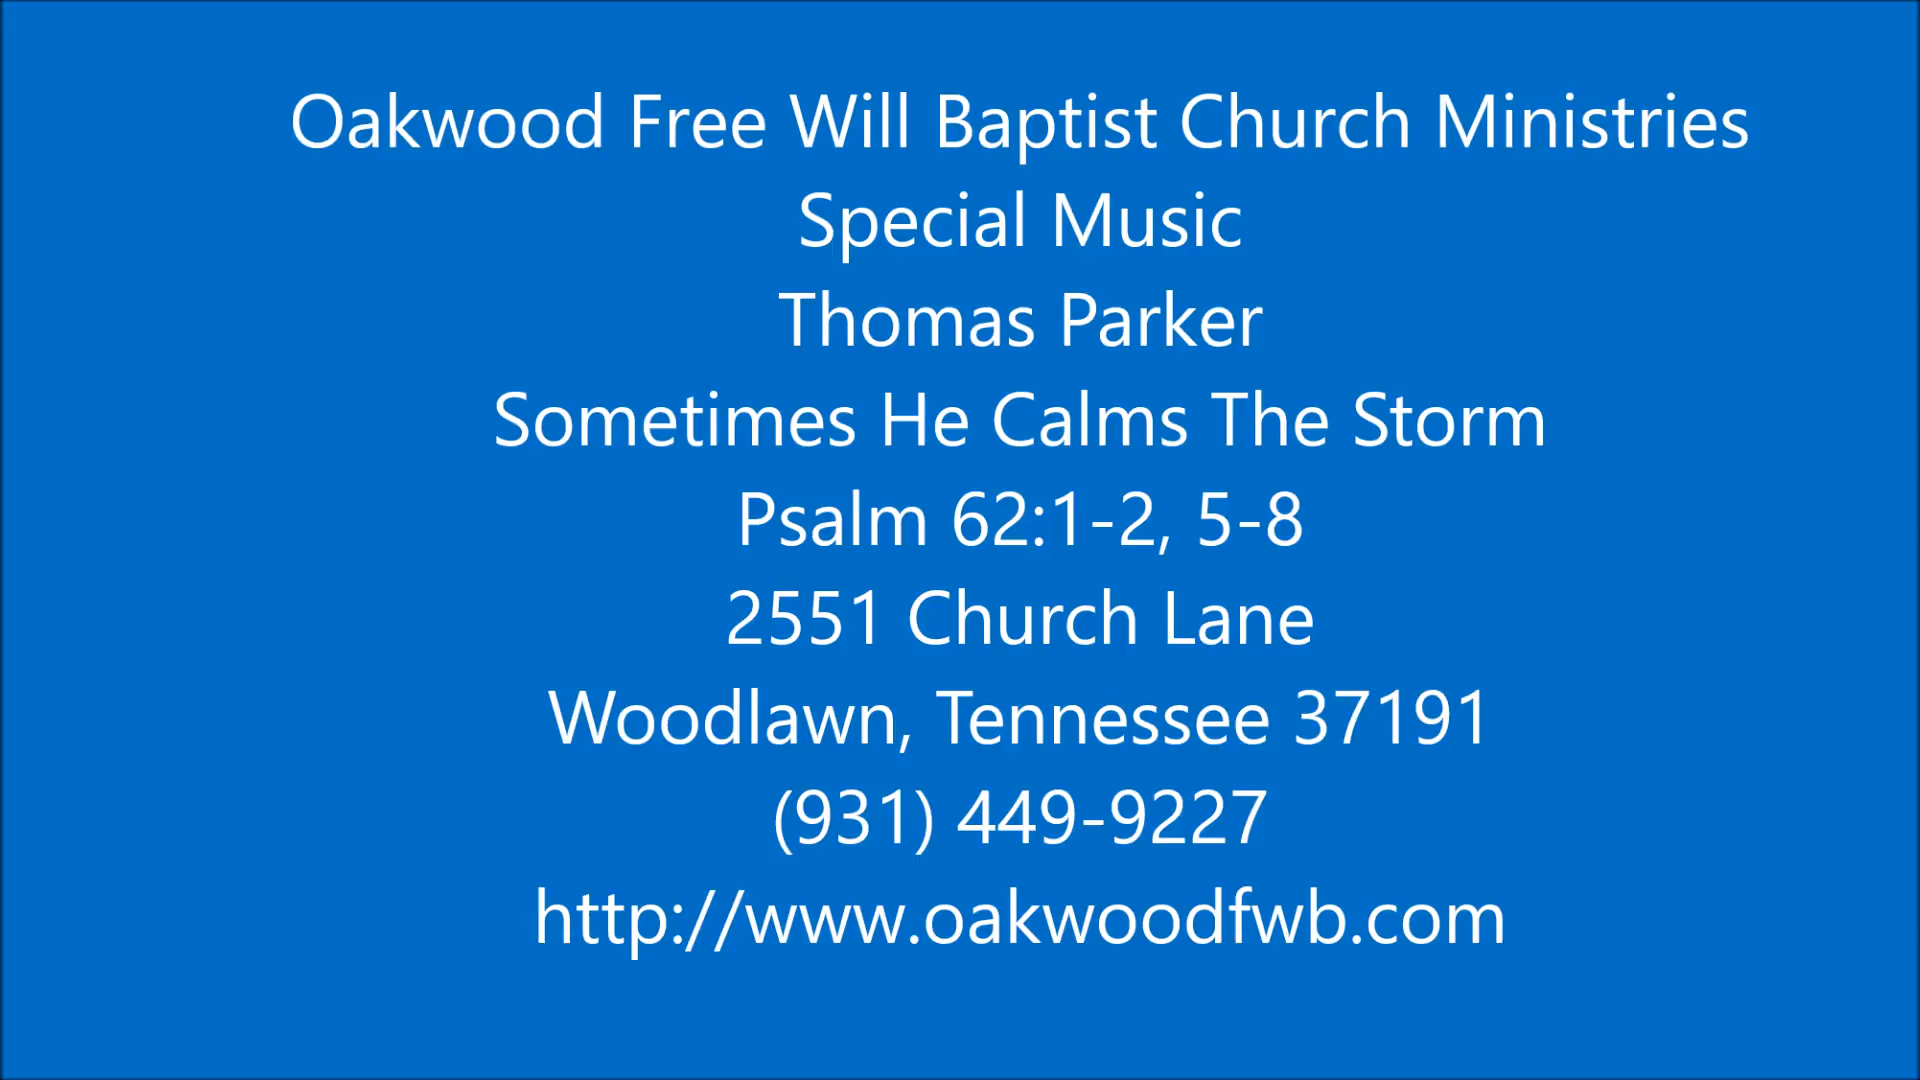 Oakwood Free Will Baptist Church Ministries
Special Music
Thomas Parker
Sometimes He Calms The Storm
Psalm 62:1-2, 5-8
2551 Church Lane
Woodlawn, Tennessee 37191
(931) 449-9227
http://www.oakwoodfwb.com